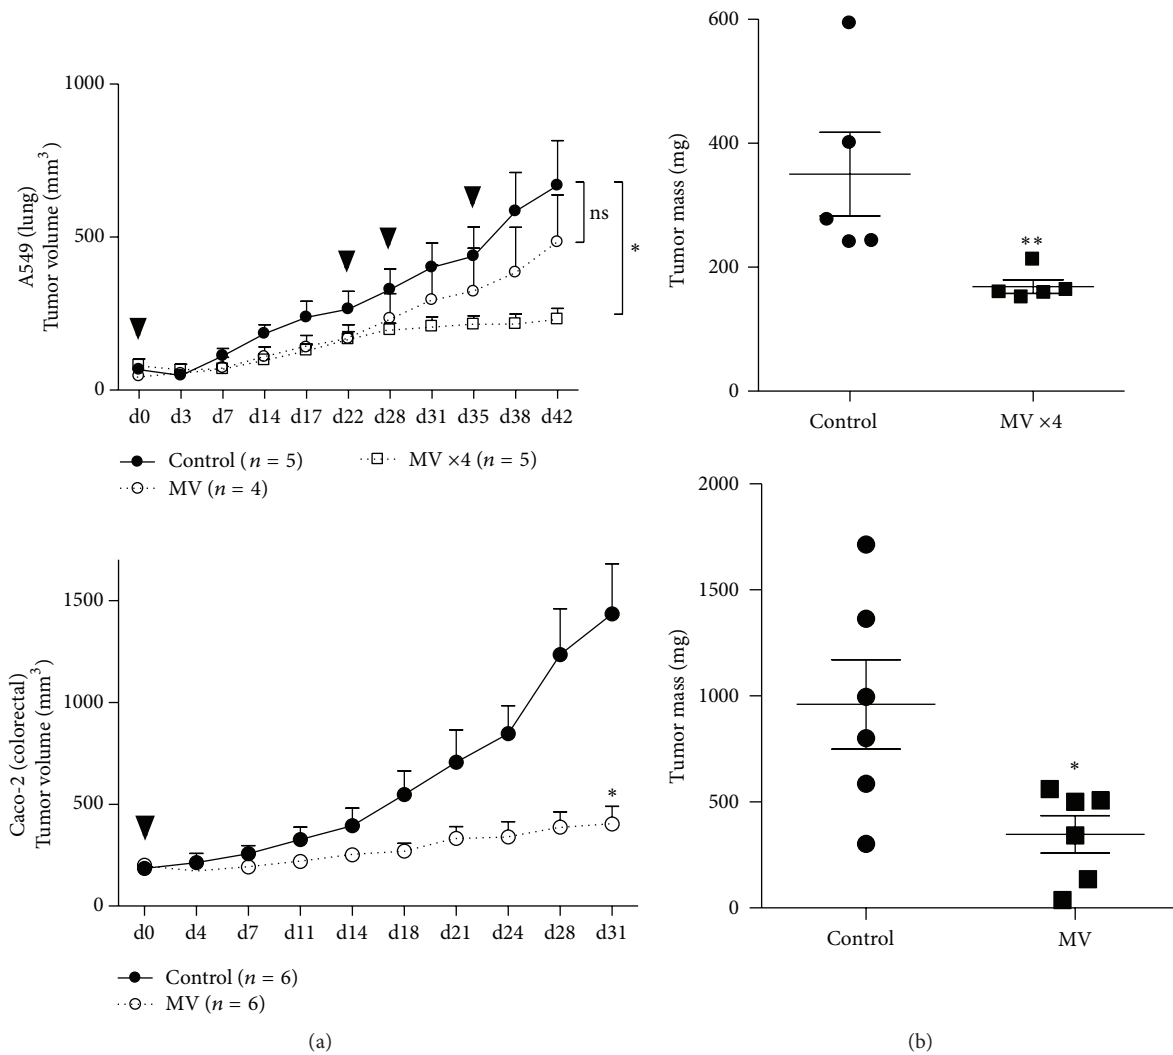 A549 (lung)
Tumor volume (mm³)
1000
500
0
ns
*
d0 d3 d7 d14 d17 d22 d28 d31 d35 d38 d42
Control (n = 5)
MV ×4 (n = 5)
MV (n = 4)
Tumor mass (mg)
600
400
200
0
**
Control
MV ×4
Caco-2 (colorectal)
Tumor volume (mm³)
1500
1000
500
0
*
d0 d4 d7 d11 d14 d18 d21 d24 d28 d31
Control (n = 6)
MV (n = 6)
Tumor mass (mg)
2000
1500
1000
500
0
*
Control
MV
(a)
(b)